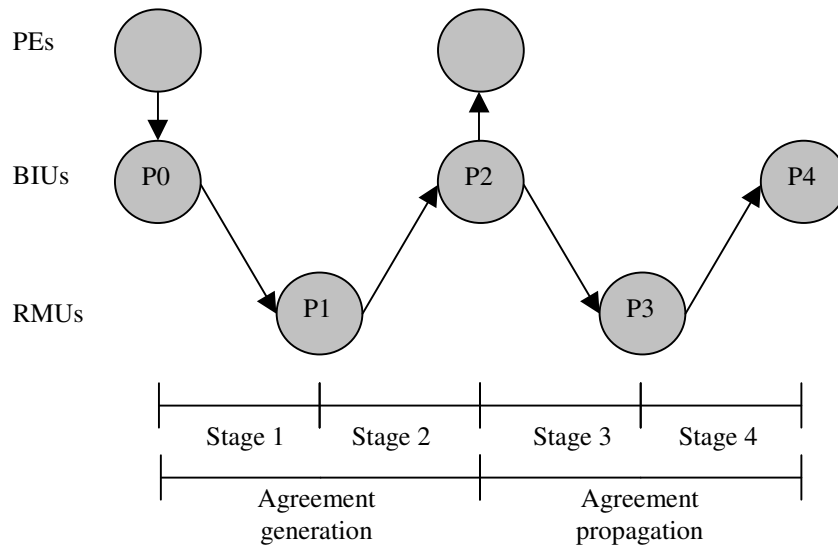 PEs
BIUs
P0
P2
P4
RMUs
P1
P3
Stage 1
Stage 2
Stage 3
Stage 4
Agreement
generation
Agreement
propagation